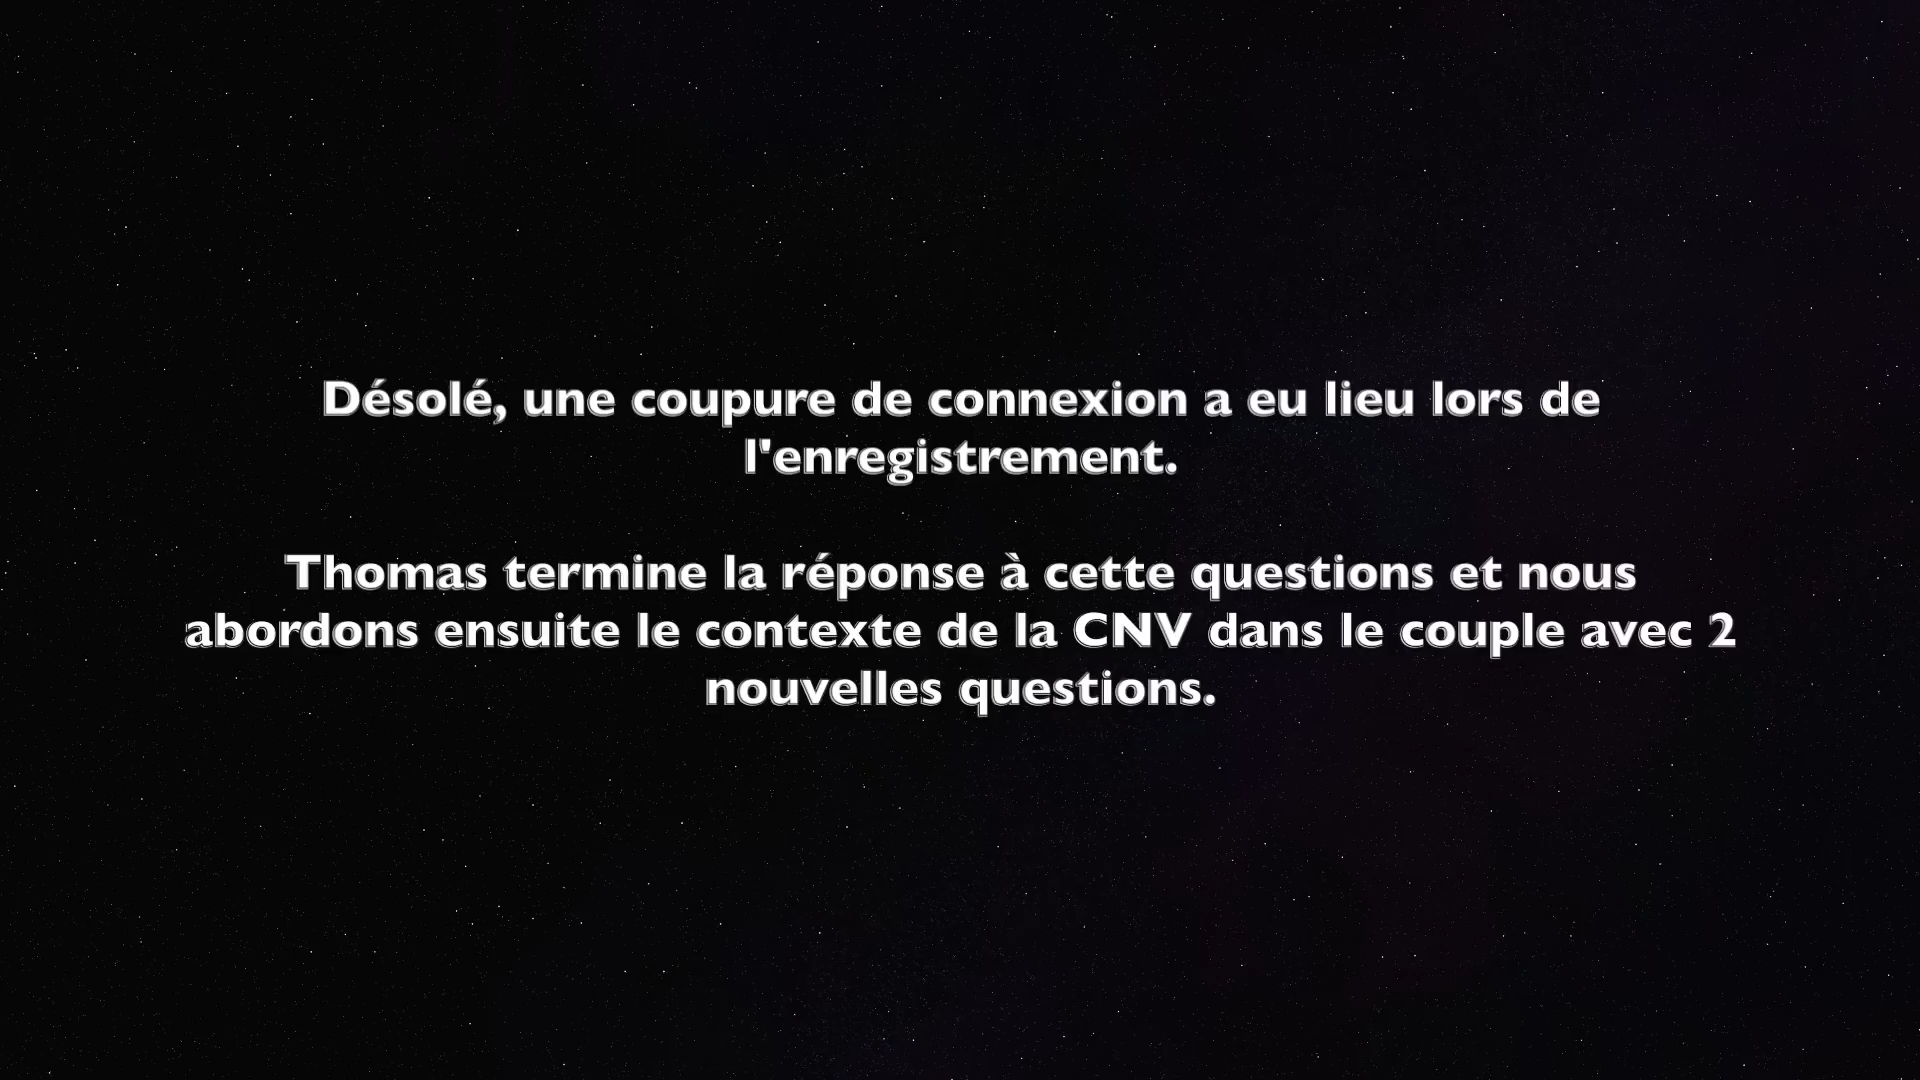 Désolé, une coupure de connexion a eu lieu lors de
l'enregistrement.
Thomas termine la réponse à cette questions et nous
abordons ensuite le contexte de la CNV dans le couple avec 2
nouvelles questions.